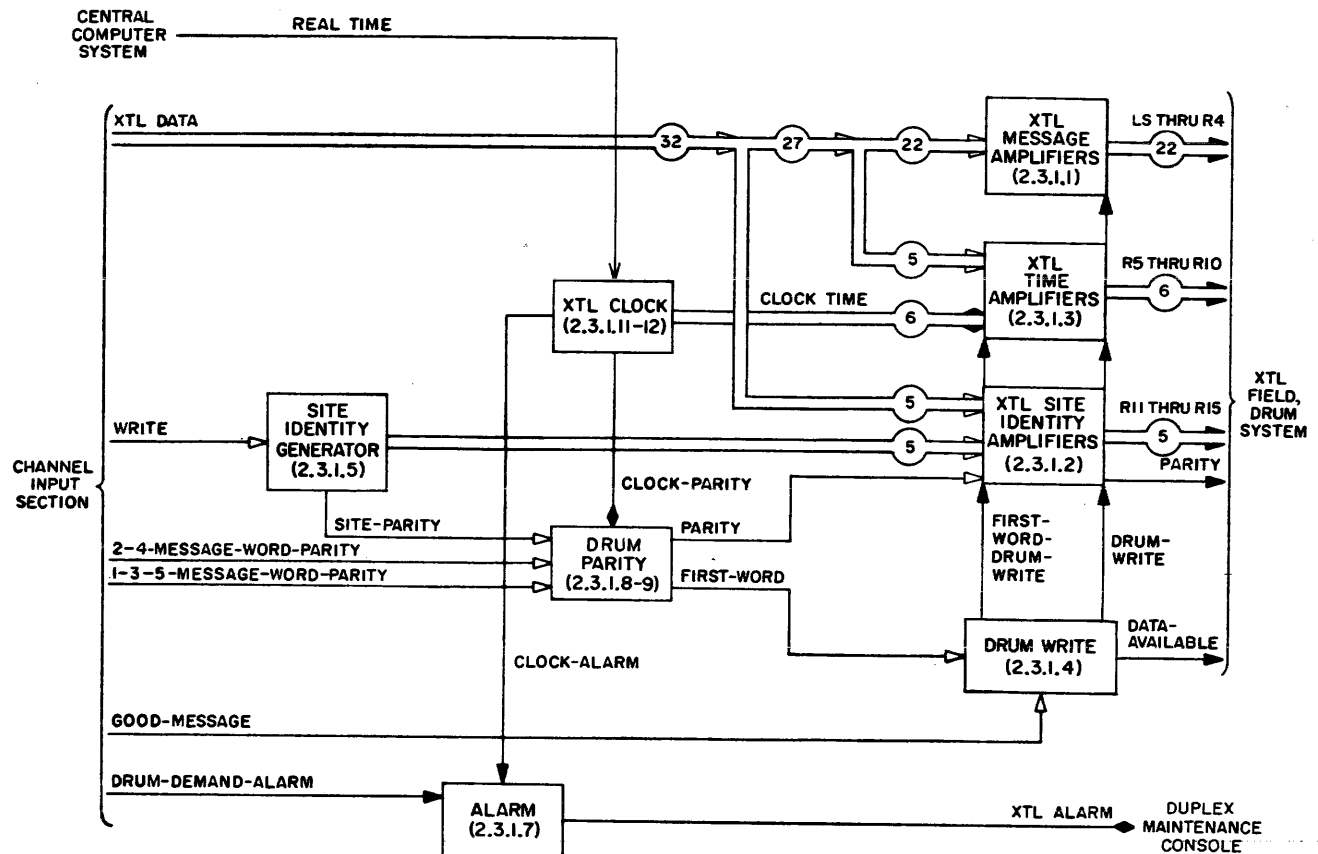 CENTRAL
COMPUTER
SYSTEM
REAL TIME
XTL DATA
32
27
22
XTL
MESSAGE
AMPLIFIERS
(2.3.1.1)
LS THRU R4
22
5
XTL
TIME
AMPLIFIERS
(2.3.1.3)
R5 THRU R10
6
XTL CLOCK
(2.3.1.11-12)
CLOCK TIME
6
XTL
FIELD,
DRUM
SYSTEM
SITE
IDENTITY
GENERATOR
(2.3.1.5)
WRITE
5
5
XTL SITE
IDENTITY
AMPLIFIERS
(2.3.1.2)
R11 THRU R15
5
PARITY
CHANNEL
INPUT
SECTION
CLOCK-PARITY
SITE-PARITY
2-4-MESSAGE-WORD-PARITY
1-3-5-MESSAGE-WORD-PARITY
DRUM
PARITY
(2.3.1.8-9)
PARITY
FIRST-WORD
FIRST-
WORD-
DRUM-
WRITE
DRUM-
WRITE
DRUM WRITE
(2.3.1.4)
DATA-
AVAILABLE
CLOCK-ALARM
GOOD-MESSAGE
DRUM-DEMAND-ALARM
ALARM
(2.3.1.7)
XTL ALARM
DUPLEX
MAINTENANCE
CONSOLE